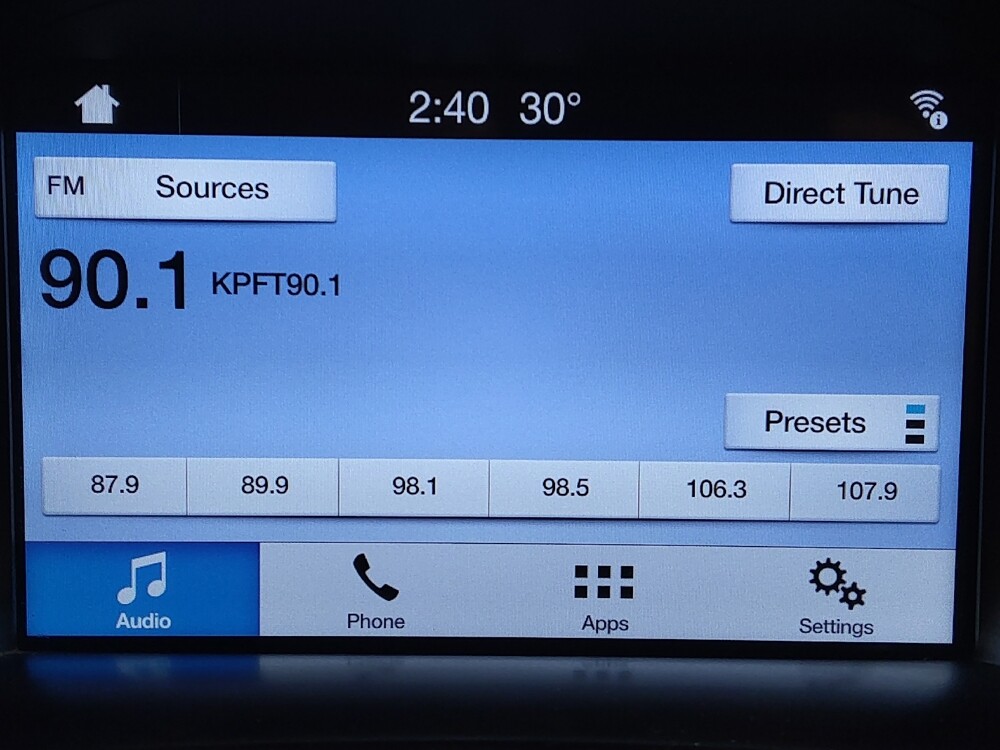 2:40 30°
FM Sources Direct Tune
90.1 KPFT90.1
Presets
87.9 89.9 98.1 98.5 106.3 107.9
Audio Phone Apps Settings